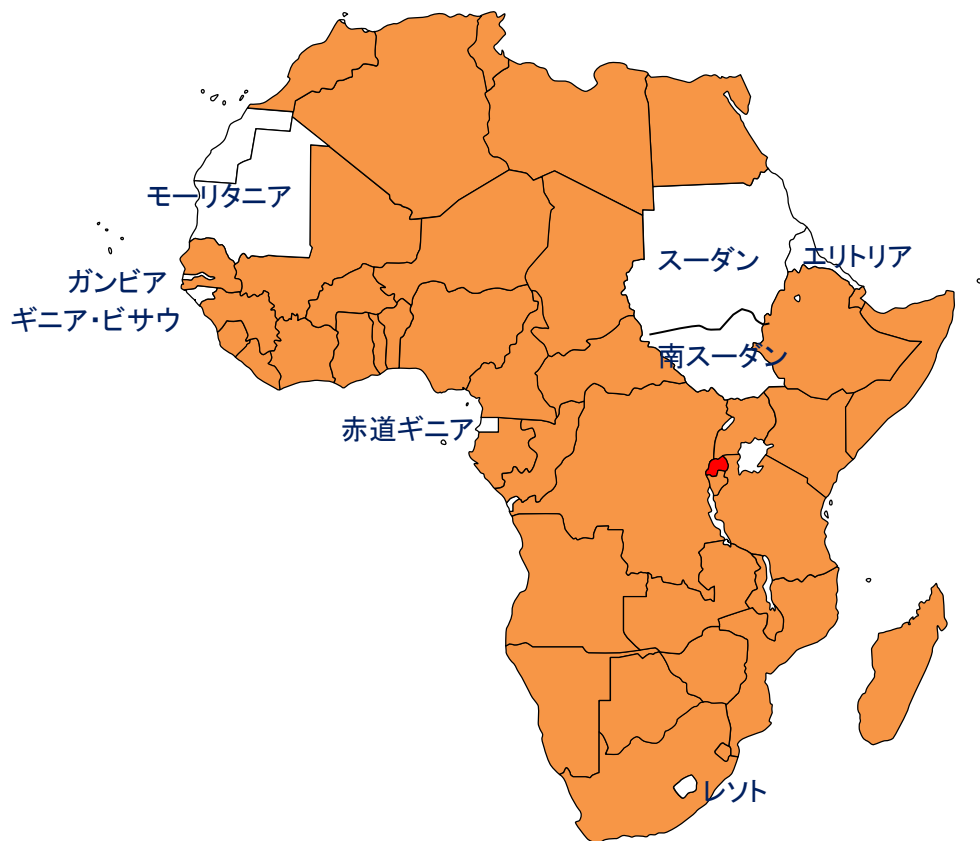 モーリタニア
スーダン
エリトリア
ガンビア
ギニア・ビサウ
南スーダン
赤道ギニア
レソト